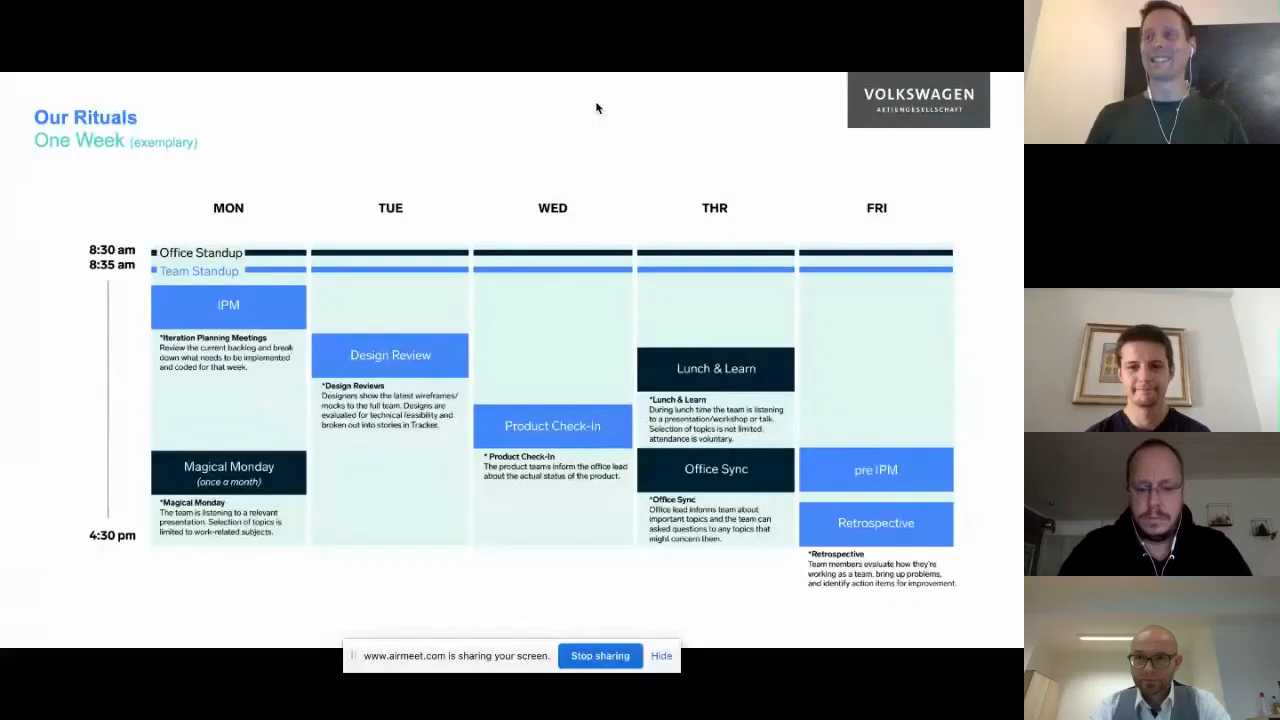 VOLKSWAGEN
AKTIENGESELLSCHAFT
Our Rituals
One Week (exemplary)
MON TUE WED THR FRI
8:30 am
8:35 am
4:30 pm
Office Standup
Team Standup
IPM
*Iteration Planning Meetings
Review the current backlog and break
down what needs to be implemented
and coded for that week.
Magical Monday
(once a month)
*Magical Monday
The team is listening to a relevant
presentation. Selection of topics is
limited to work-related subjects.
Design Review
*Design Reviews
Designers show the latest wireframes/
mocks to the full team. Designs are
evaluated for technical feasibility and
broken out into stories in Tracker.
Product Check-In
* Product Check-In
The product teams inform the office lead
about the actual status of the product.
Lunch & Learn
*Lunch & Learn
During lunch time the team is listening
to a presentation/workshop or talk.
Selection of topics is not limited,
attendance is voluntary.
Office Sync
*Office Sync
Office lead informs team about
important topics and the team can
asked questions to any topics that
might concern them.
pre IPM
Retrospective
*Retrospective
Team members evaluate how they're
working as a team, bring up problems,
and identify action items for improvement.
www.airmeet.com is sharing your screen.
Stop sharing
Hide